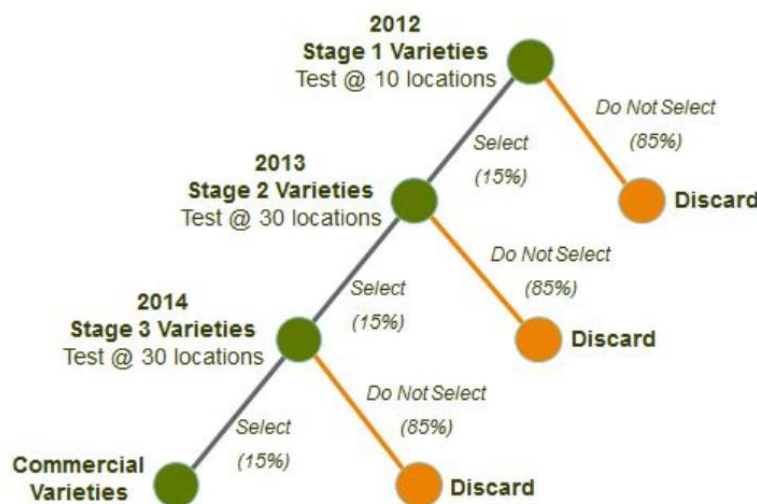 2012
Stage 1 Varieties
Test @ 10 locations
Do Not Select
(85%)
Select
(15%)
Discard
2013
Stage 2 Varieties
Test @ 30 locations
Do Not Select
(85%)
Select
(15%)
Discard
2014
Stage 3 Varieties
Test @ 30 locations
Do Not Select
(85%)
Select
(15%)
Commercial
Varieties
Discard